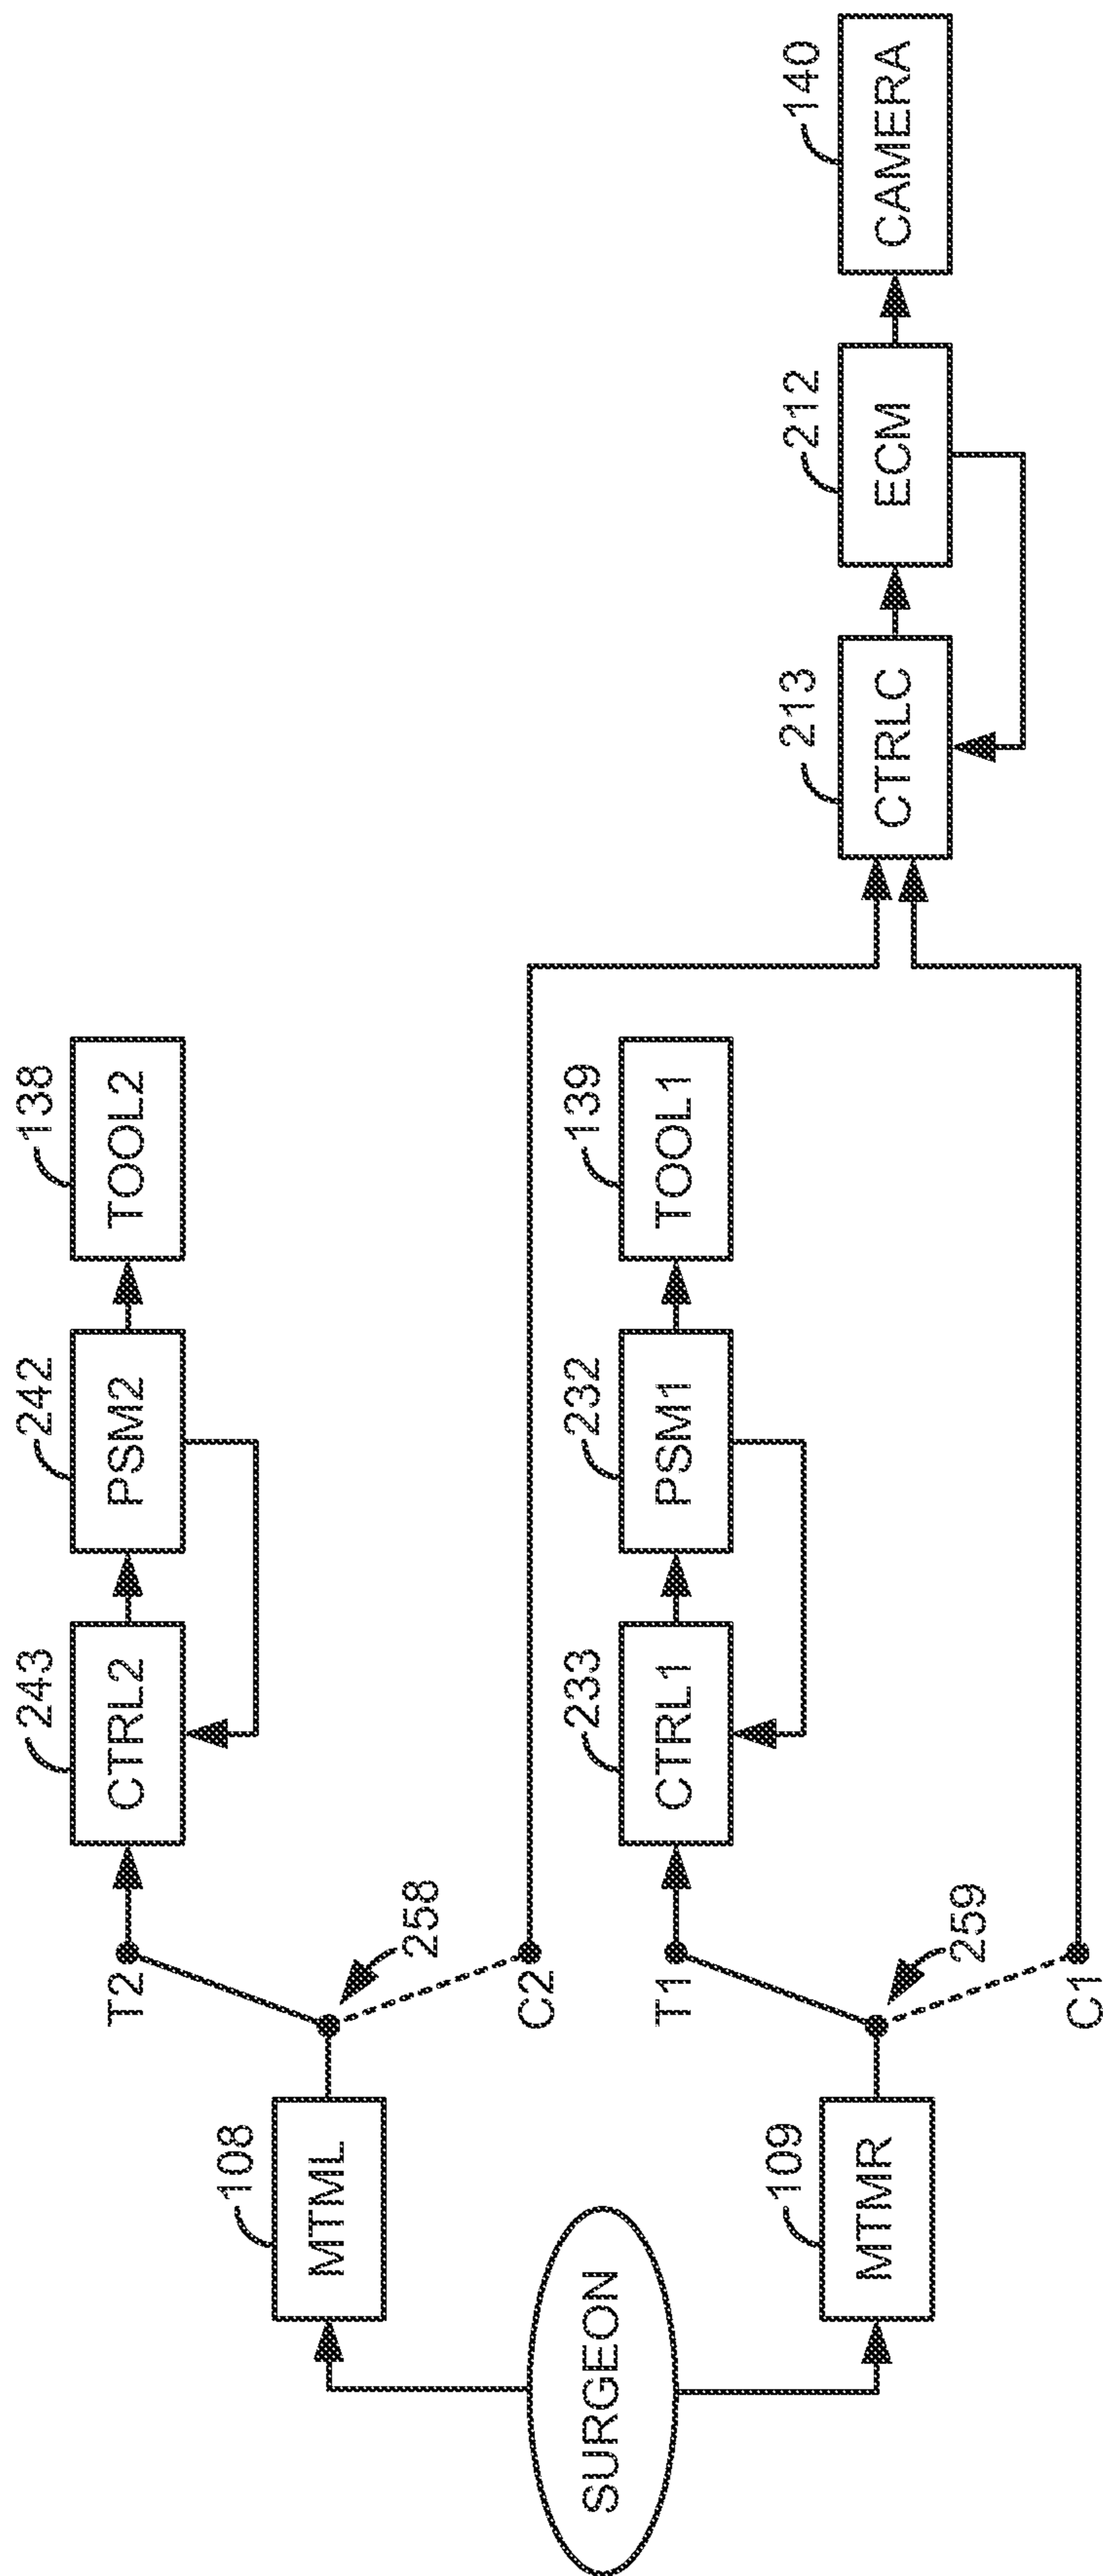 243
242
138
CTRL2
PSM2
TOOL2
T2
108
MTML
258
C2
SURGEON
233
232
139
CTRL1
PSM1
TOOL1
T1
109
MTMR
259
C1
213
212
140
CTRLC
ECM
CAMERA